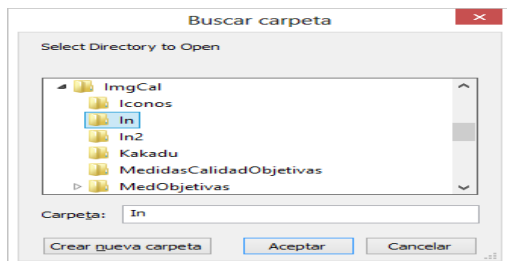 Buscar carpeta
Select Directory to Open
ImgCal
Iconos
In
In2
Kakadu
MedidasCalidadObjetivas
MedObjetivas
Carpeta: In
Crear nueva carpeta Aceptar Cancelar